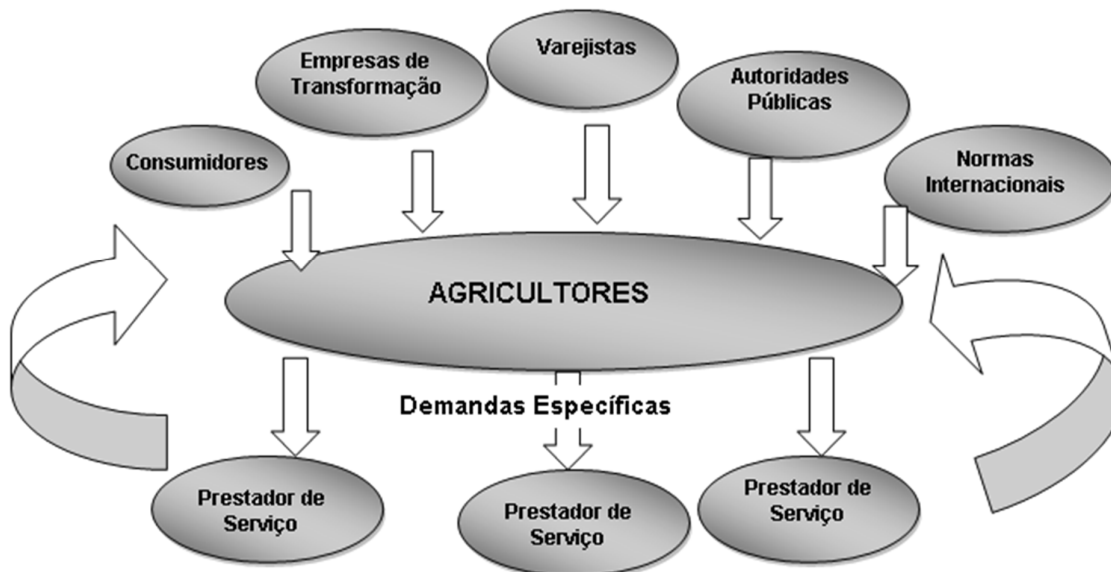 Varejistas
Empresas de
Transformação
Autoridades
Públicas
Consumidores
Normas
Internacionais
AGRICULTORES
Demandas Específicas
Prestador de
Serviço
Prestador de
Serviço
Prestador de
Serviço